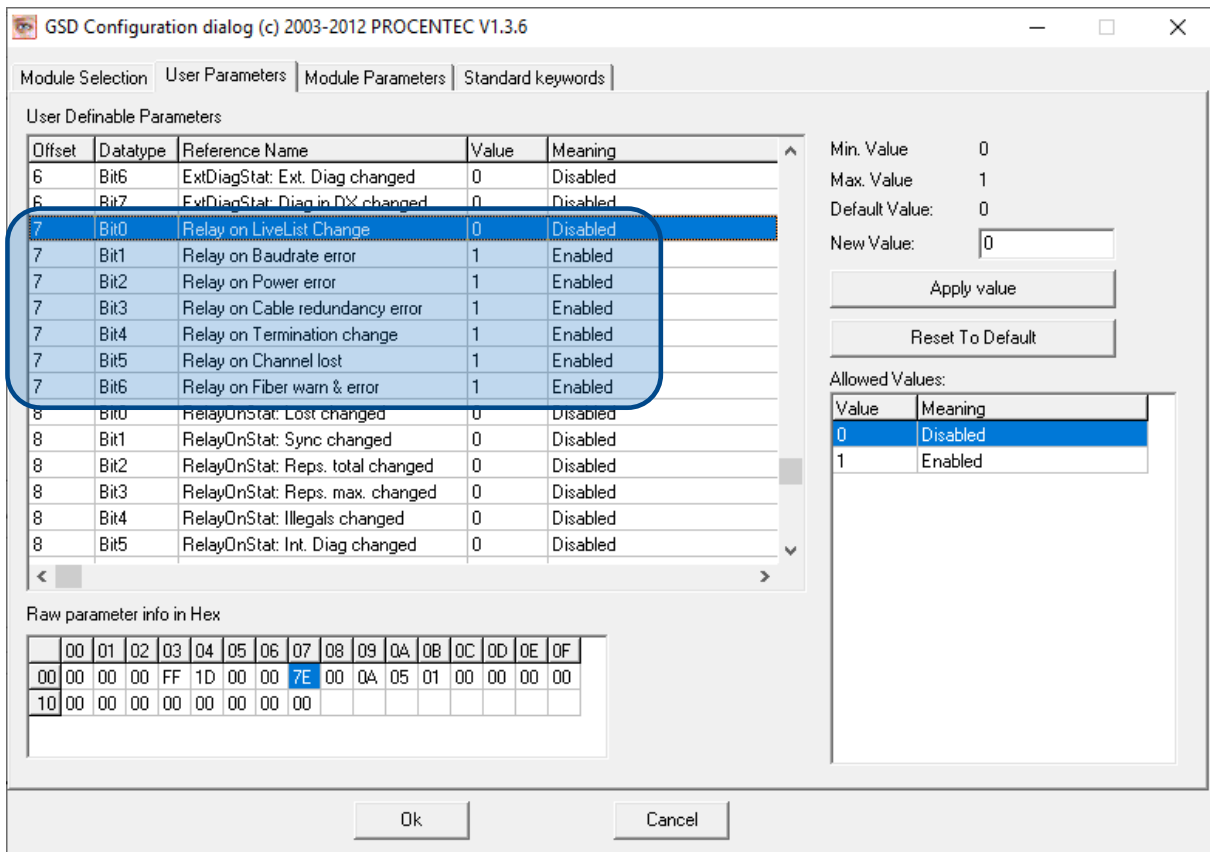 GSD Configuration dialog (c) 2003-2012 PROCENTEC V1.3.6
Module Selection User Parameters Module Parameters Standard keywords
User Definable Parameters
Offset Datatype Reference Name Value Meaning
6 Bit6 ExtDiagStat: Ext. Diag changed 0 Disabled
6 Bit7 ExtDiagStat: Diag in DX changed 0 Disabled
7 Bit0 Relay on LiveList Change 0 Disabled
7 Bit1 Relay on Baudrate error 1 Enabled
7 Bit2 Relay on Power error 1 Enabled
7 Bit3 Relay on Cable redundancy error 1 Enabled
7 Bit4 Relay on Termination change 1 Enabled
7 Bit5 Relay on Channel lost 1 Enabled
7 Bit6 Relay on Fiber warn & error 1 Enabled
8 Bit0 RelayOnStat: Lost changed 0 Disabled
8 Bit1 RelayOnStat: Sync changed 0 Disabled
8 Bit2 RelayOnStat: Reps. total changed 0 Disabled
8 Bit3 RelayOnStat: Reps. max. changed 0 Disabled
8 Bit4 RelayOnStat: Illegals changed 0 Disabled
8 Bit5 RelayOnStat: Int. Diag changed 0 Disabled
Min. Value 0
Max. Value 1
Default Value: 0
New Value: 0
Apply value
Reset To Default
Allowed Values:
Value Meaning
0 Disabled
1 Enabled
Raw parameter info in Hex
00 01 02 03 04 05 06 07 08 09 0A 0B 0C 0D 0E 0F
00 00 00 00 FF 1D 00 00 7E 00 0A 05 01 00 00 00 00
10 00 00 00 00 00 00 00 00
Ok Cancel